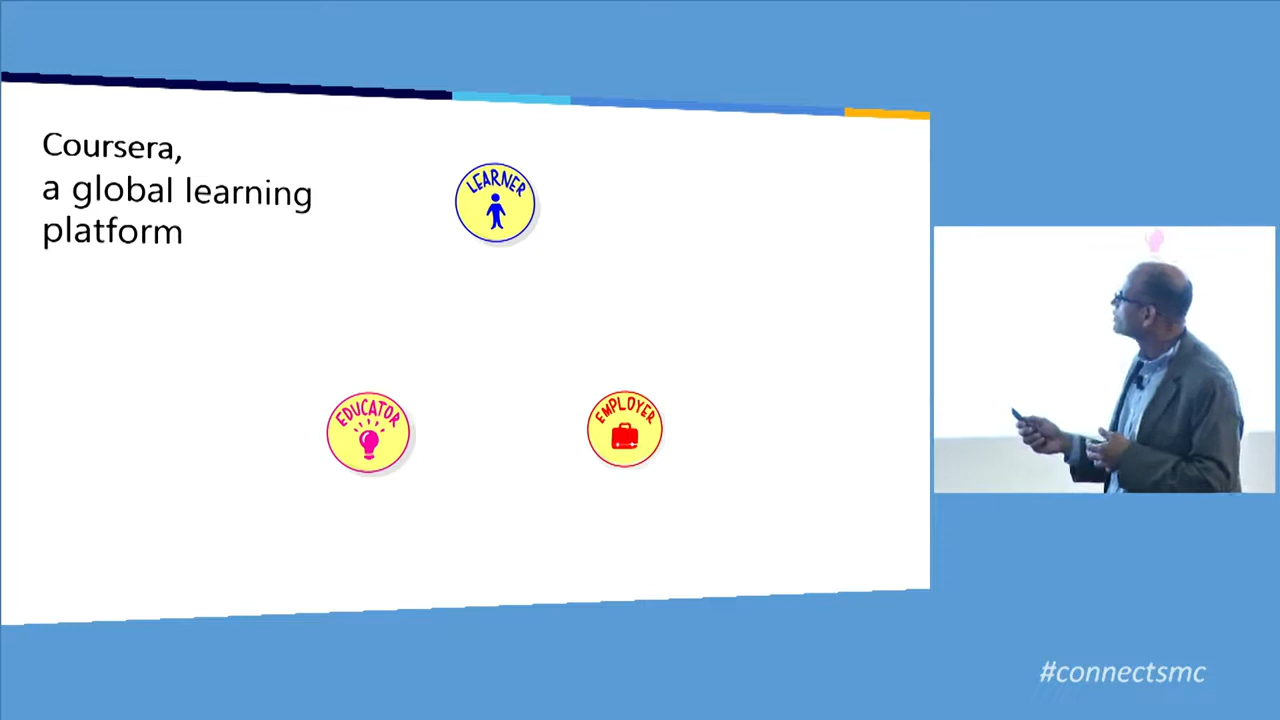 Coursera,
a global learning
platform
LEARNER
EDUCATOR
EMPLOYER
#connectsmc